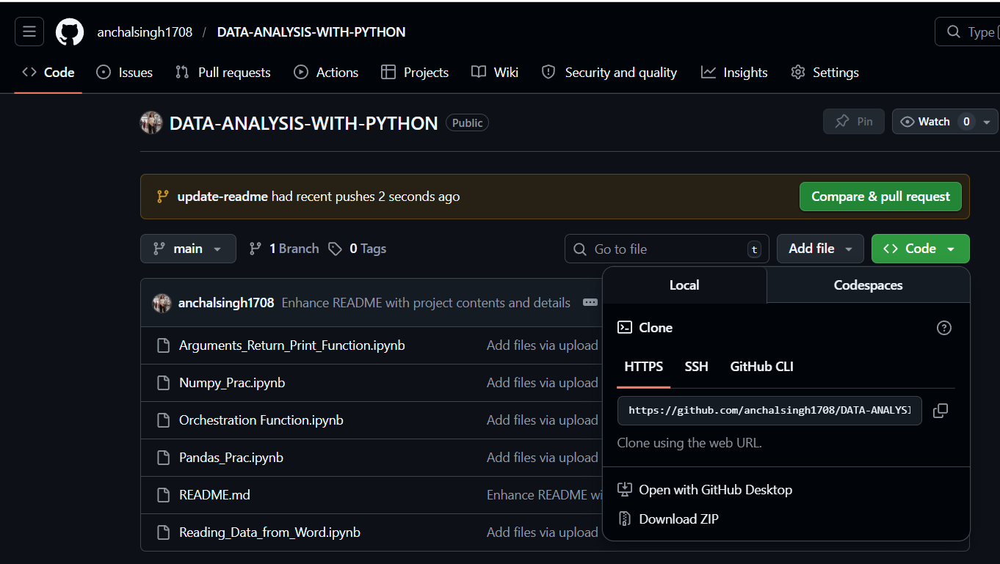 anchalsingh1708 / DATA-ANALYSIS-WITH-PYTHON
Type
Code Issues Pull requests Actions Projects Wiki Security and quality Insights Settings
DATA-ANALYSIS-WITH-PYTHON Public
Pin Watch 0
update-readme had recent pushes 2 seconds ago
Compare & pull request
main 1 Branch 0 Tags
Go to file t
Add file
Code
Local Codespaces
anchalsingh1708 Enhance README with project contents and details
Clone
Arguments_Return_Print_Function.ipynb Add files via upload
HTTPS SSH GitHub CLI
Numpy_Prac.ipynb Add files via upload
https://github.com/anchalsingh1708/DATA-ANALYSI
Orchestration Function.ipynb Add files via upload
Clone using the web URL.
Pandas_Prac.ipynb Add files via upload
README.md Enhance README wi
Open with GitHub Desktop
Download ZIP
Reading_Data_from_Word.ipynb Add files via upload